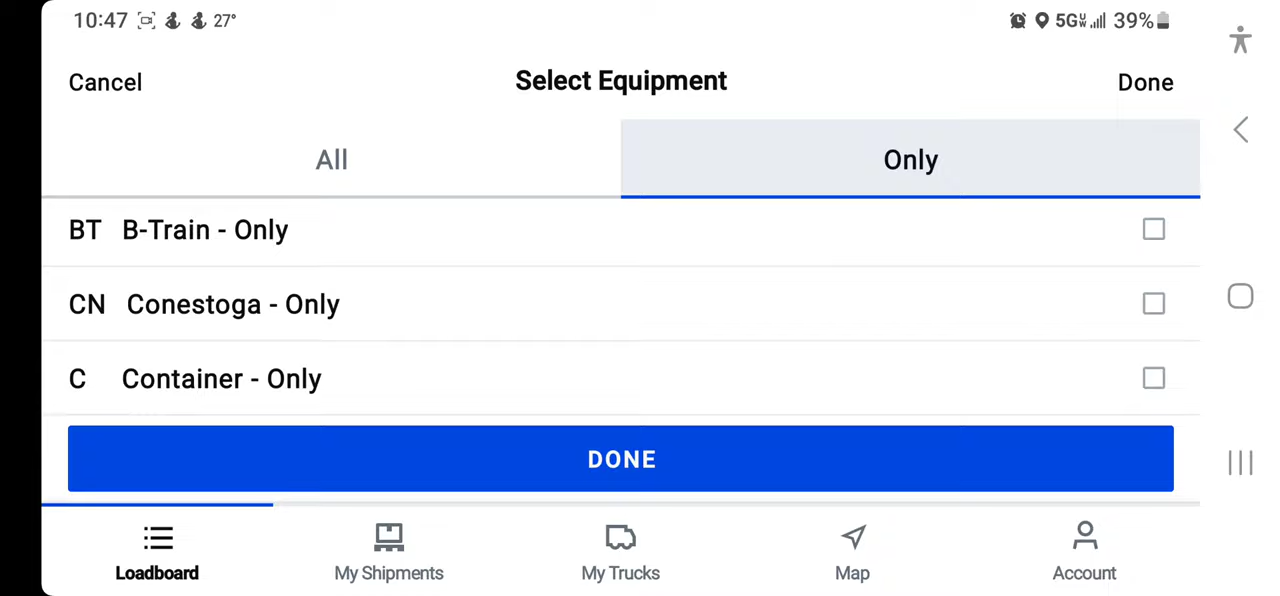 10:47 27° 5G 39%
Cancel Select Equipment Done
All Only
BT B-Train - Only
CN Conestoga - Only
C Container - Only
DONE
Loadboard My Shipments My Trucks Map Account